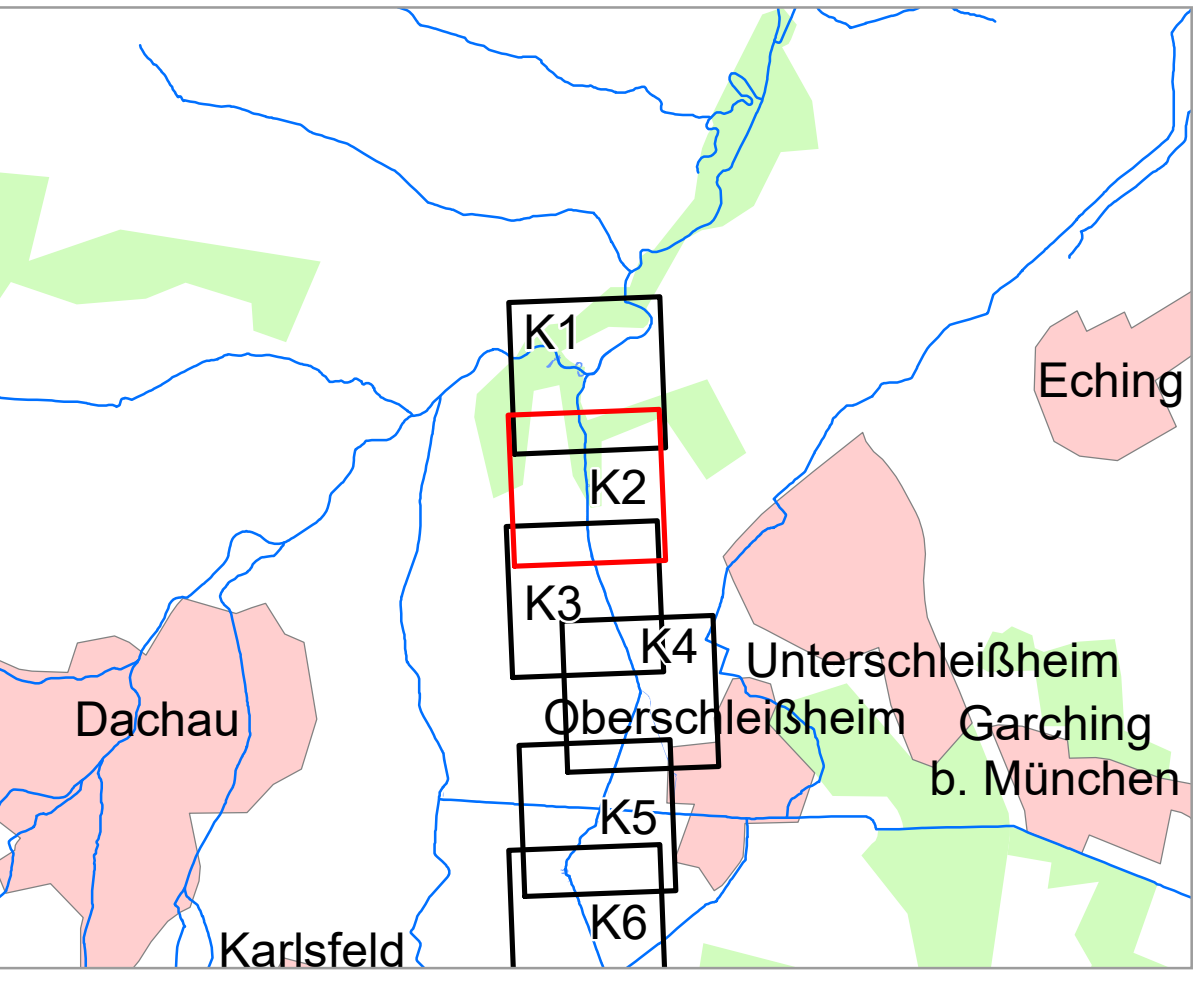 K1
Eching
K2
K3
K4
Unterschleißheim
Dachau
Oberschleißheim
Garching
b. München
K5
K6
Karlsfeld